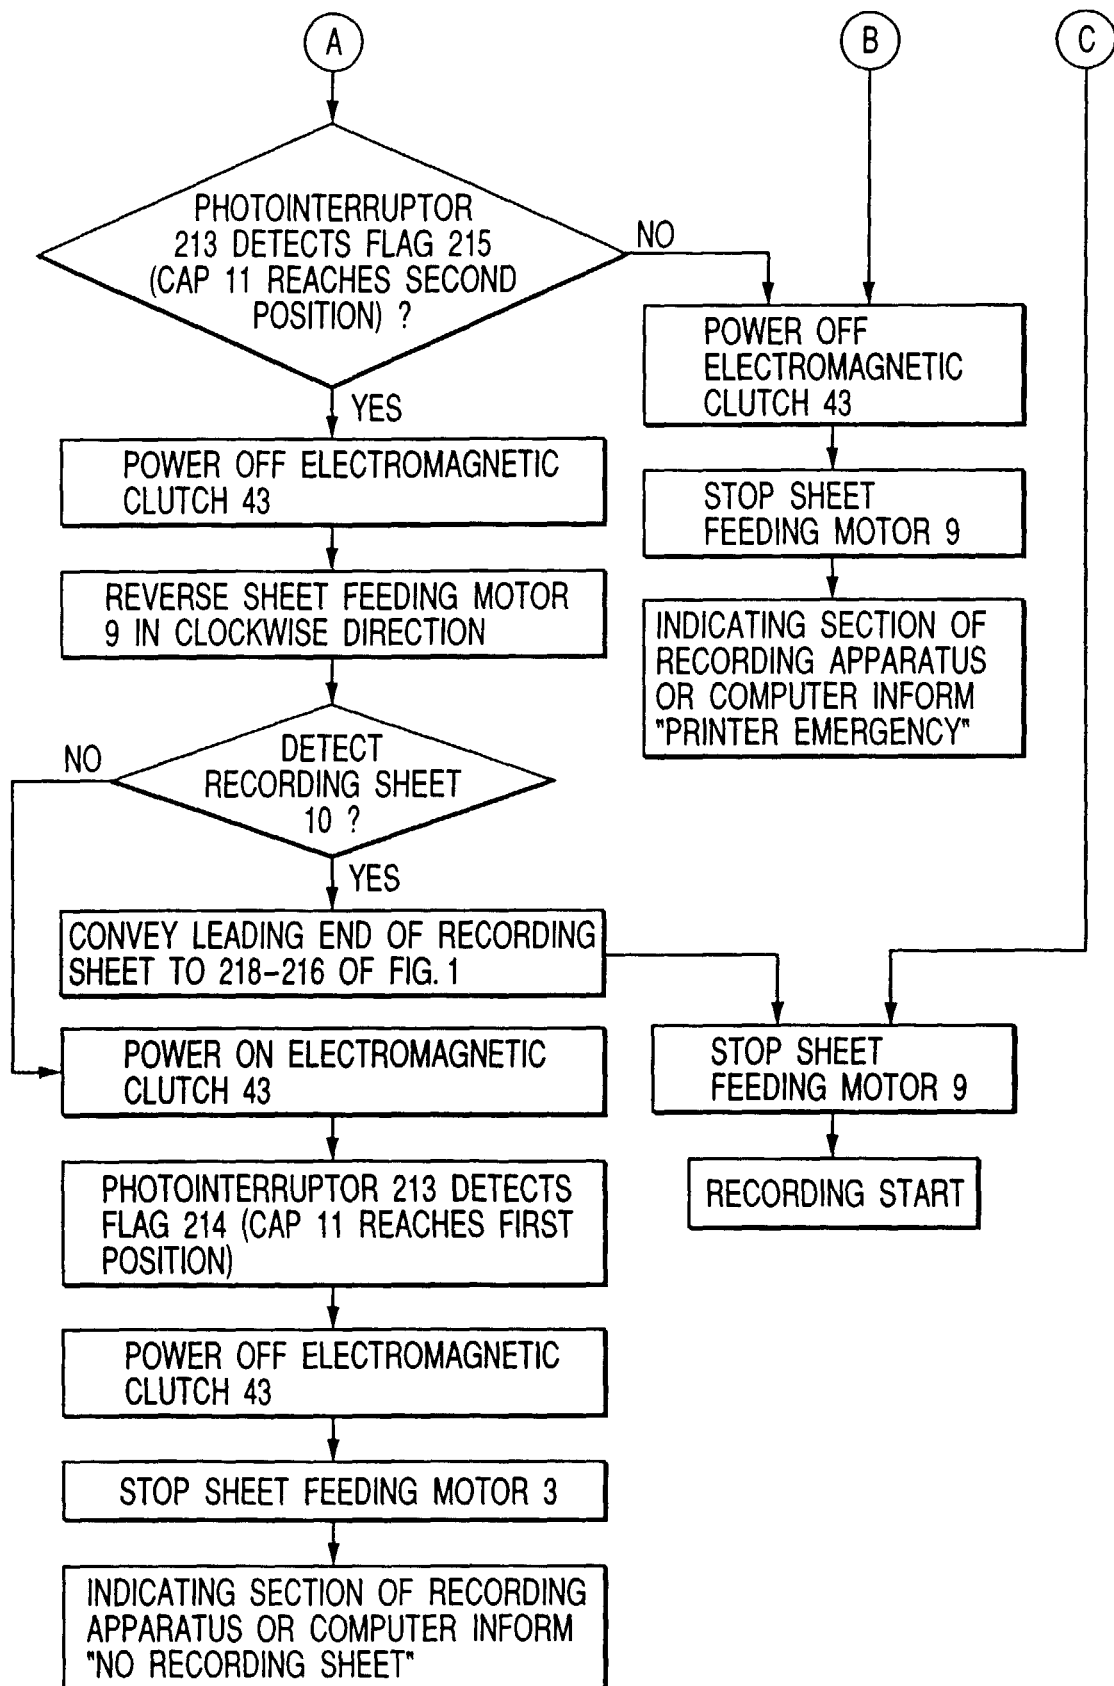 A
B
C
PHOTOINTERRUPTOR
213 DETECTS FLAG 215
(CAP 11 REACHES SECOND
POSITION) ?
NO
YES
POWER OFF
ELECTROMAGNETIC
CLUTCH 43
POWER OFF ELECTROMAGNETIC
CLUTCH 43
STOP SHEET
FEEDING MOTOR 9
REVERSE SHEET FEEDING MOTOR
9 IN CLOCKWISE DIRECTION
INDICATING SECTION OF
RECORDING APPARATUS
OR COMPUTER INFORM
"PRINTER EMERGENCY"
NO
DETECT
RECORDING SHEET
10 ?
YES
CONVEY LEADING END OF RECORDING
SHEET TO 218-216 OF FIG. 1
POWER ON ELECTROMAGNETIC
CLUTCH 43
STOP SHEET
FEEDING MOTOR 9
PHOTOINTERRUPTOR 213 DETECTS
FLAG 214 (CAP 11 REACHES FIRST
POSITION)
RECORDING START
POWER OFF ELECTROMAGNETIC
CLUTCH 43
STOP SHEET FEEDING MOTOR 3
INDICATING SECTION OF RECORDING
APPARATUS OR COMPUTER INFORM
"NO RECORDING SHEET"